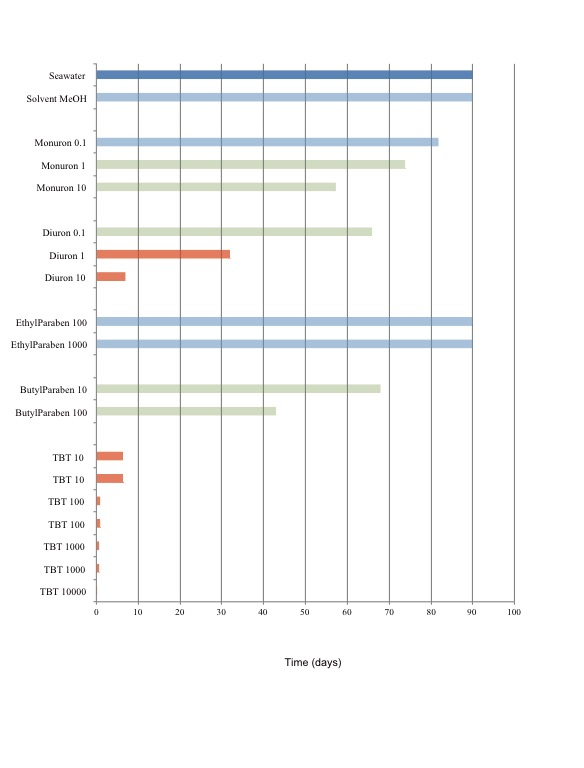 Seawater
Solvent MeOH
Monuron 0.1
Monuron 1
Monuron 10
Diuron 0.1
Diuron 1
Diuron 10
EthylParaben 100
EthylParaben 1000
ButylParaben 10
ButylParaben 100
TBT 10
TBT 10
TBT 100
TBT 100
TBT 1000
TBT 1000
TBT 10000
0 10 20 30 40 50 60 70 80 90 100
Time (days)